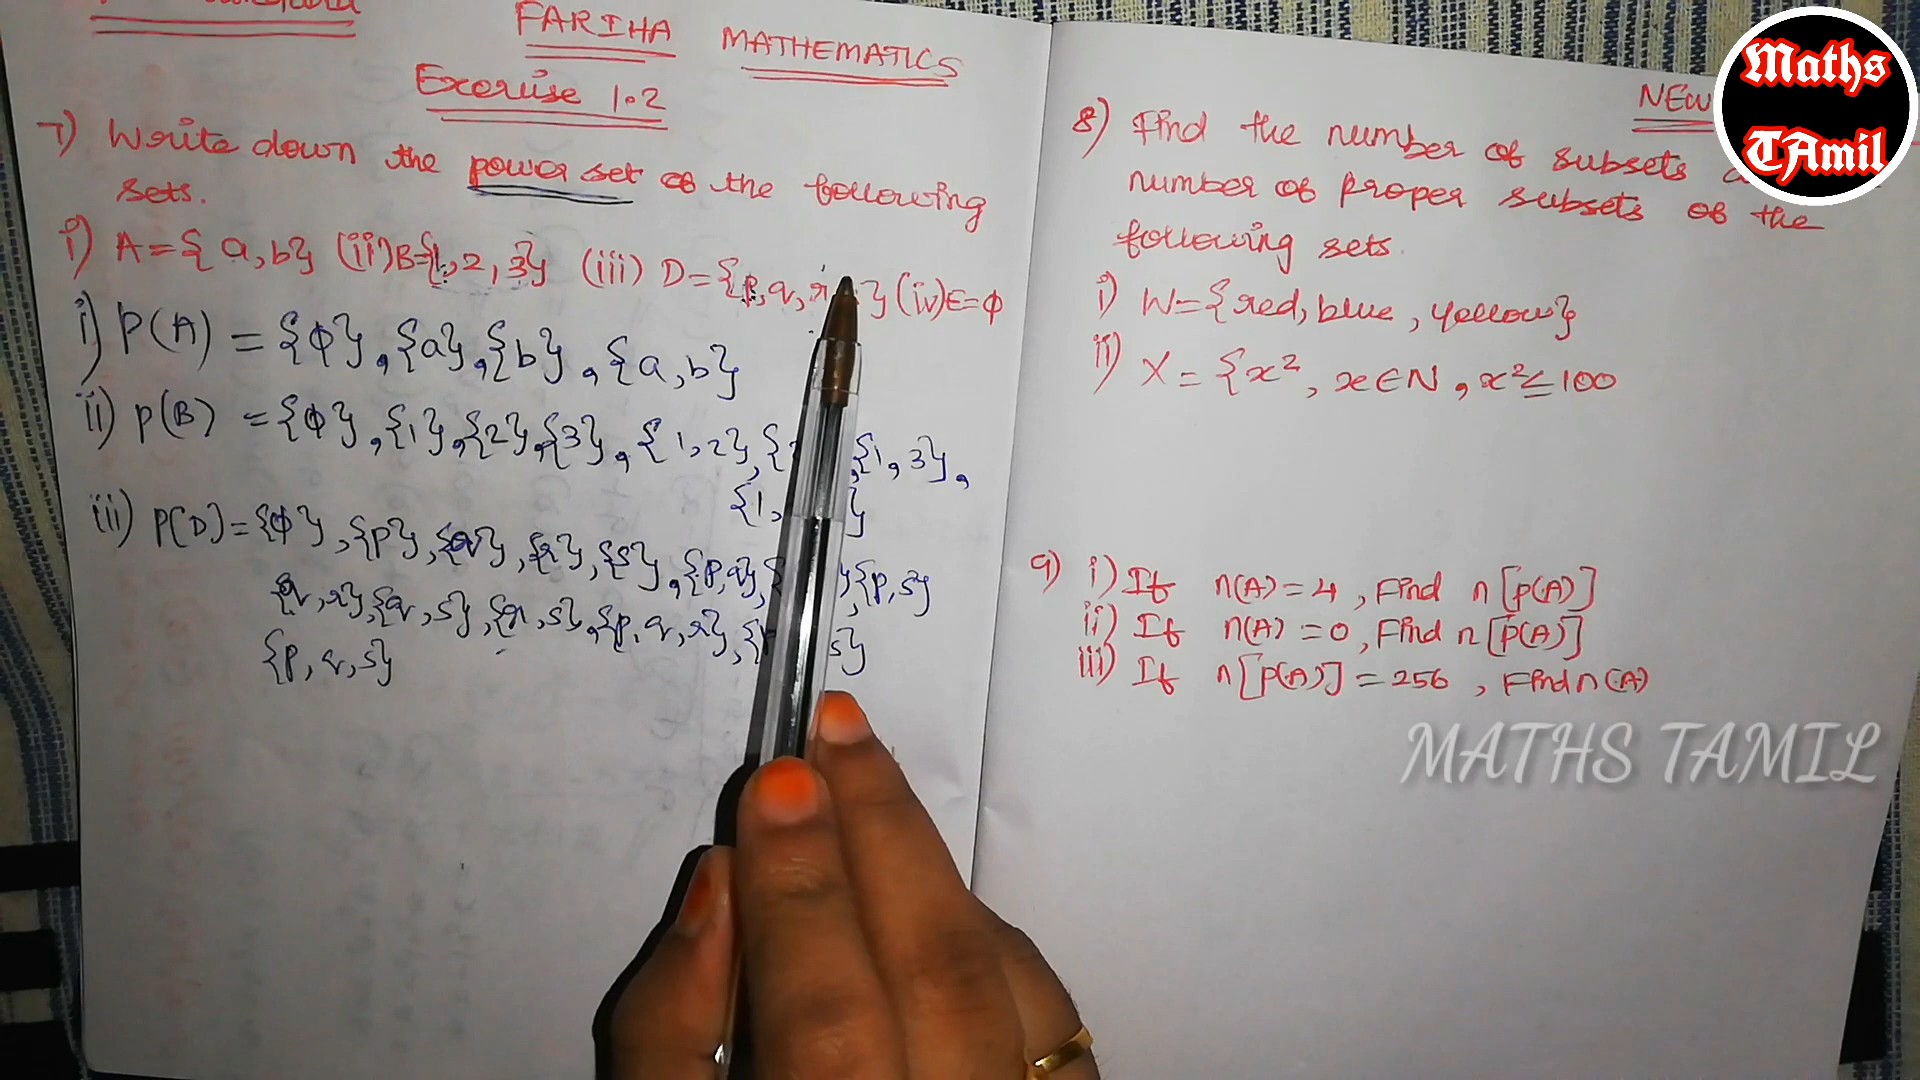 FARIHA MATHEMATICS
Exercise 1.2
7) Write down the power set of the following
sets.
i) A={a,b} (ii)B={1,2,3} (iii) D={p,q,r } (iv)E=φ
i) P(A) = {φ},{a},{b},{a,b}
ii) P(B) = {φ},{1},{2},{3},{1,2},{ {1,3},
{1, }
iii) P(D)={φ},{p},{q},{r},{s},{p,q},{ },{p,s}
{q,r},{q,s},{r,s},{p,q,r},{ s}
{p,q,s}
NEW
8) Find the number of subsets
number of proper subsets of the
following sets.
i) W={red,blue,yellow}
ii) X = {x², x∈N, x²≤100
9) i) If n(A)=4, Find n[P(A)]
ii) If n(A)=0, Find n[P(A)]
iii) If n[P(A)]=256, Find n(A)
Maths
TAmil
MATHS TAMIL